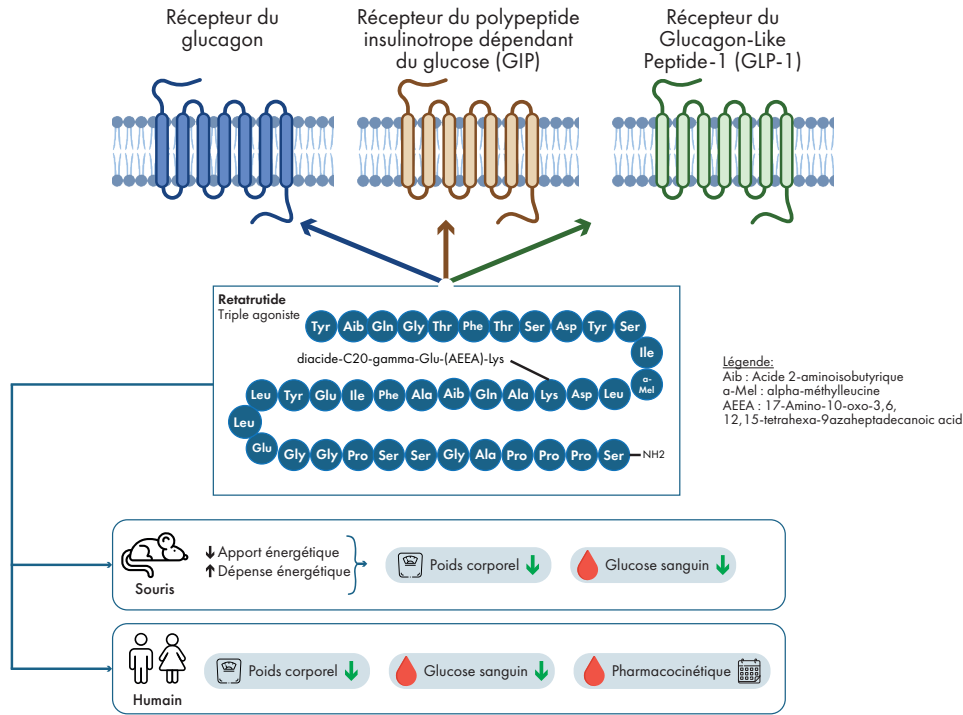 Récepteur du
glucagon
Récepteur du polypeptide
insulinotrope dépendant
du glucose (GIP)
Récepteur du
Glucagon-Like
Peptide-1 (GLP-1)
Retatrutide
Triple agoniste
Tyr Aib Gln Gly Thr Phe Thr Ser Asp Tyr Ser
Ile
diacide-C20-gamma-Glu-(AEEA)-Lys
α-
Mel
Leu Tyr Glu Ile Phe Ala Aib Gln Ala Lys Asp Leu
Leu
Glu Gly Gly Pro Ser Ser Gly Ala Pro Pro Pro Ser NH2
Légende:
Aib : Acide 2-aminoisobutyrique
α-Mel : alpha-méthylleucine
AEEA : 17-Amino-10-oxo-3,6,
12,15-tetrahexa-9azaheptadecanoic acid
↓ Apport énergétique
↑ Dépense énergétique
Souris
Poids corporel ↓
Glucose sanguin ↓
Humain
Poids corporel ↓
Glucose sanguin ↓
Pharmacocinétique